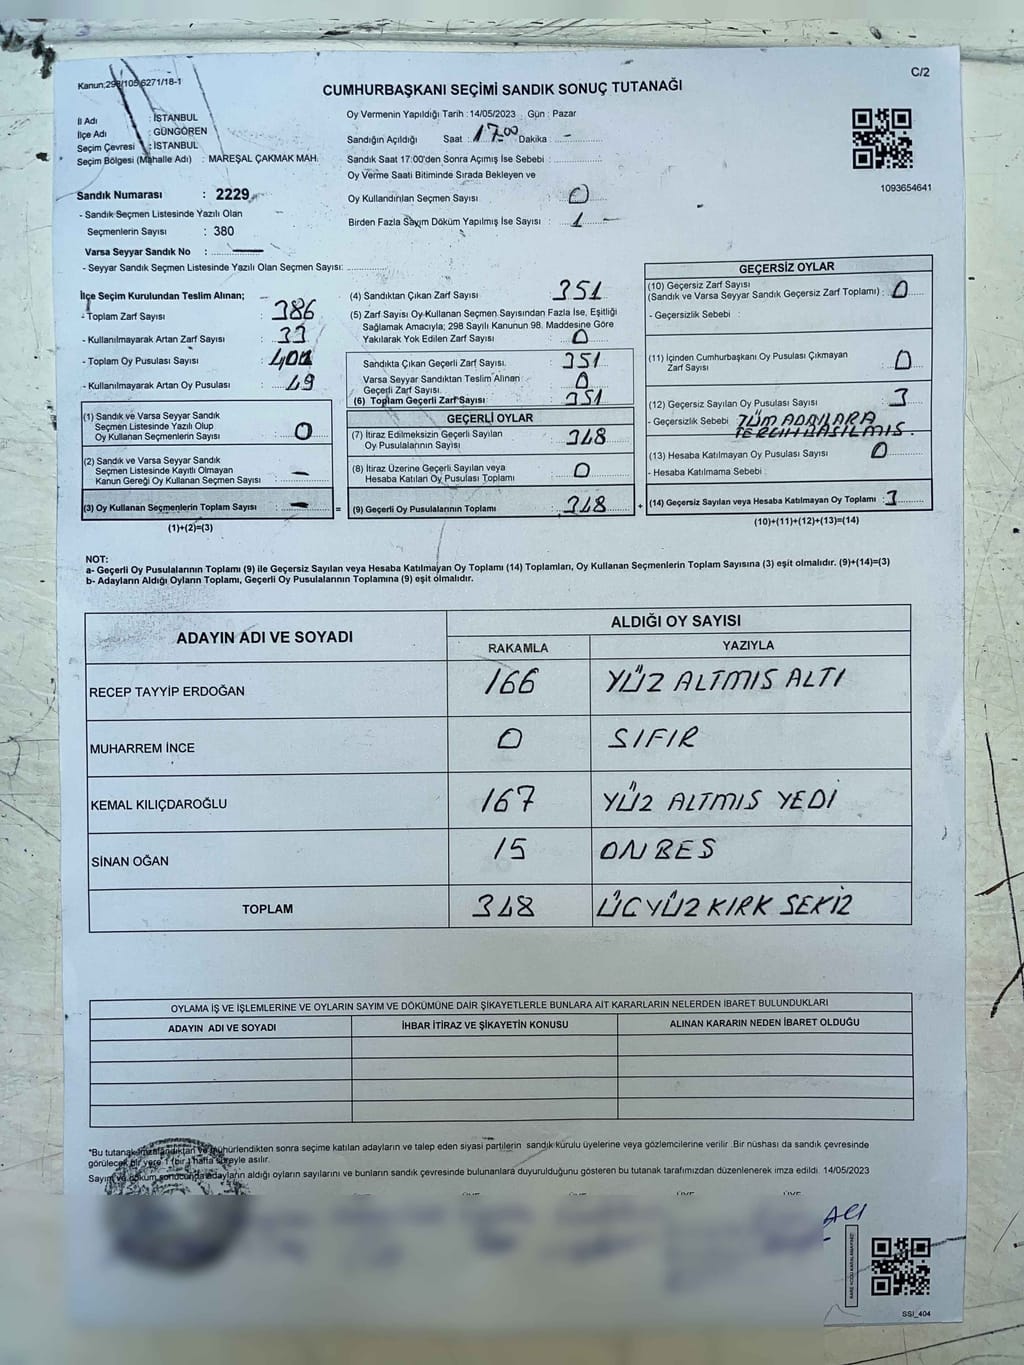 Kanun;298/105,6271/18-1
C/2
CUMHURBAŞKANI SEÇİMİ SANDIK SONUÇ TUTANAĞI
İl Adı : İSTANBUL
İlçe Adı : GÜNGÖREN
Seçim Çevresi : İSTANBUL
Seçim Bölgesi (Mahalle Adı) : MAREŞAL ÇAKMAK MAH.
Sandık Numarası : 2229
- Sandık Seçmen Listesinde Yazılı Olan
Seçmenlerin Sayısı : 380
Varsa Seyyar Sandık No :
- Seyyar Sandık Seçmen Listesinde Yazılı Olan Seçmen Sayısı:
Oy Vermenin Yapıldığı Tarih : 14/05/2023 Gün : Pazar
Sandığın Açıldığı Saat : 17.00 Dakika : -
Sandık Saat 17:00'den Sonra Açımış İse Sebebi :
Oy Verme Saati Bitiminde Sırada Bekleyen ve
Oy Kullandırılan Seçmen Sayısı : 0
Birden Fazla Sayım Döküm Yapılmış İse Sayısı : 1
1093654641
İlçe Seçim Kurulundan Teslim Alınan;
- Toplam Zarf Sayısı : 386
- Kullanılmayarak Artan Zarf Sayısı : 33
- Toplam Oy Pusulası Sayısı :
- Kullanılmayarak Artan Oy Pusulası : 49
(1) Sandık ve Varsa Seyyar Sandık
Seçmen Listesinde Yazılı Olup
Oy Kullanan Seçmenlerin Sayısı : 0
(2) Sandık ve Varsa Seyyar Sandık
Seçmen Listesinde Kayıtlı Olmayan
Kanun Gereği Oy Kullanan Seçmen Sayısı : -
(3) Oy Kullanan Seçmenlerin Toplam Sayısı : - =
(1)+(2)=(3)
(4) Sandıktan Çıkan Zarf Sayısı 351
(5) Zarf Sayısı Oy Kullanan Seçmen Sayısından Fazla İse, Eşitliği
Sağlamak Amacıyla; 298 Sayılı Kanunun 98. Maddesine Göre
Yakılarak Yok Edilen Zarf Sayısı : 0
Sandıkta Çıkan Geçerli Zarf Sayısı. : 351
Varsa Seyyar Sandıktan Teslim Alınan
Geçerli Zarf Sayısı. : 0
(6) Toplam Geçerli Zarf Sayısı : 351
GEÇERLİ OYLAR
(7) İtiraz Edilmeksizin Geçerli Sayılan
Oy Pusulalarının Sayısı : 348
(8) İtiraz Üzerine Geçerli Sayılan veya
Hesaba Katılan Oy Pusulası Toplamı : 0
(9) Geçerli Oy Pusulalarının Toplamı : 348 +
GEÇERSİZ OYLAR
(10) Geçersiz Zarf Sayısı
(Sandık ve Varsa Seyyar Sandık Geçersiz Zarf Toplamı) : 0
- Geçersizlik Sebebi :
(11) İçinden Cumhurbaşkanı Oy Pusulası Çıkmayan
Zarf Sayısı : 0
(12) Geçersiz Sayılan Oy Pusulası Sayısı : 3
- Geçersizlik Sebebi TÜM ADAYLARA
TERCİH BASILMIS.
(13) Hesaba Katılmayan Oy Pusulası Sayısı : 0
- Hesaba Katılmama Sebebi :
(14) Geçersiz Sayılan veya Hesaba Katılmayan Oy Toplamı : 3
(10)+(11)+(12)+(13)=(14)
NOT:
a- Geçerli Oy Pusulalarının Toplamı (9) ile Geçersiz Sayılan veya Hesaba Katılmayan Oy Toplamı (14) Toplamları, Oy Kullanan Seçmenlerin Toplam Sayısına (3) eşit olmalıdır. (9)+(14)=(3)
b- Adayların Aldığı Oyların Toplamı, Geçerli Oy Pusulalarının Toplamına (9) eşit olmalıdır.
ADAYIN ADI VE SOYADI
ALDIĞI OY SAYISI
RAKAMLA YAZIYLA
RECEP TAYYİP ERDOĞAN 166 YÜZ ALTMIS ALTI
MUHARREM İNCE 0 SIFIR
KEMAL KILIÇDAROĞLU 167 YÜZ ALTMIS YEDİ
SİNAN OĞAN 15 ON BES
TOPLAM 348 ÜCYÜZ KIRK SEKİZ
OYLAMA İŞ VE İŞLEMLERİNE VE OYLARIN SAYIM VE DÖKÜMÜNE DAİR ŞİKAYETLERLE BUNLARA AİT KARARLARIN NELERDEN İBARET BULUNDUKLARI
ADAYIN ADI VE SOYADI İHBAR İTİRAZ VE ŞİKAYETİN KONUSU ALINAN KARARIN NEDEN İBARET OLDUĞU
*Bu tutanak imzalandıktan ve mühürlendikten sonra seçime katılan adayların ve talep eden siyasi partilerin sandık kurulu üyelerine veya gözlemcilerine verilir .Bir nüshası da sandık çevresinde
görülecek bir yere 1 (bir ) hafta süreyle asılır.
Sayım ve döküm sonucunda adayların aldığı oyların sayılarını ve bunların sandık çevresinde bulunanlara duyurulduğunu gösteren bu tutanak tarafımızdan düzenlenerek imza edildi. 14/05/2023
KARE KODU KARALAMAYINIZ!
SSI_404